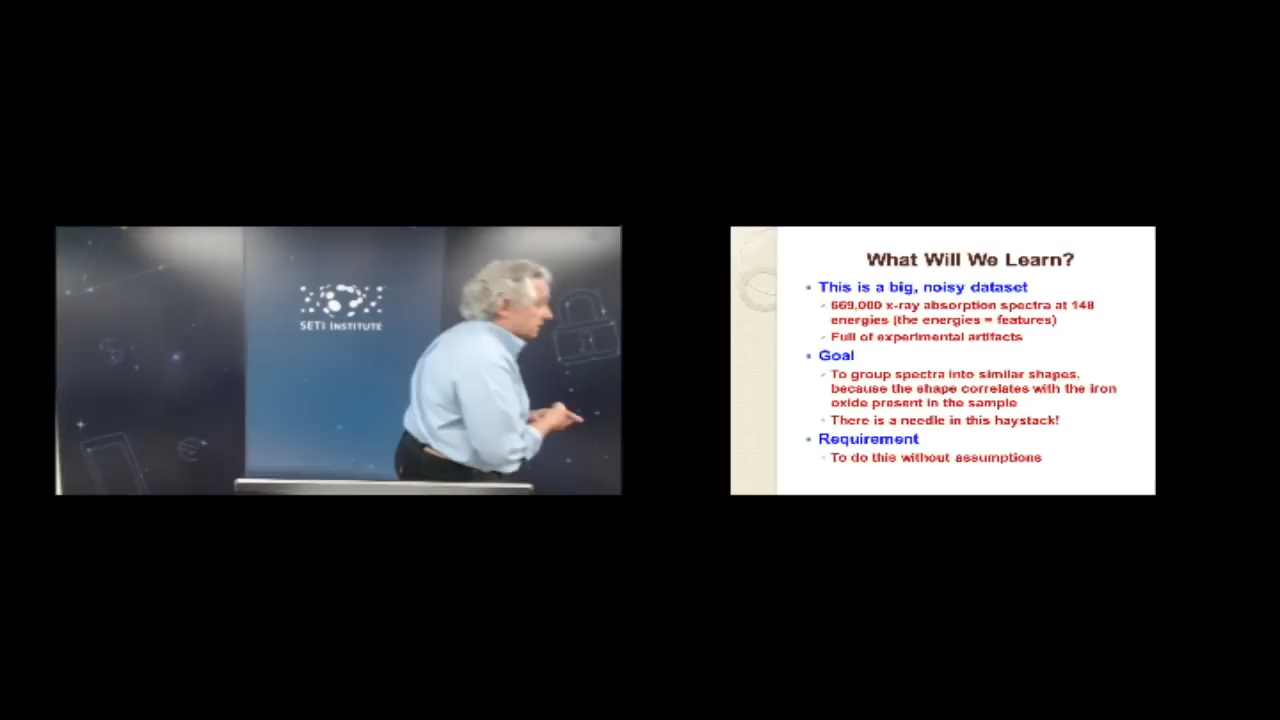 SETI INSTITUTE
What Will We Learn?
This is a big, noisy dataset
669,000 x-ray absorption spectra at 148
energies (the energies = features)
Full of experimental artifacts
Goal
To group spectra into similar shapes,
because the shape correlates with the iron
oxide present in the sample
There is a needle in this haystack!
Requirement
To do this without assumptions